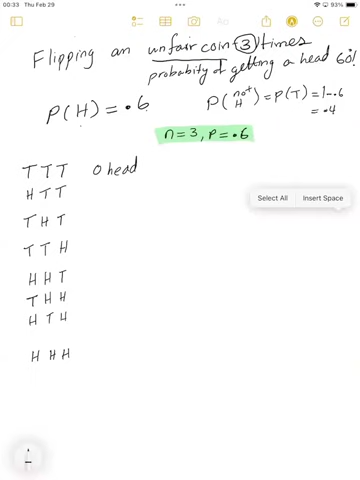 00:33 Thu Feb 29
93%
Flipping an unfair coin 3 times
probabity of getting a head 60%
P(H) = .6
P(not H) = P(T) = 1-.6
= .4
n=3, p=.6
T T T 0 head
H T T
T H T
T T H
H H T
T H H
H T H
H H H
Select All Insert Space